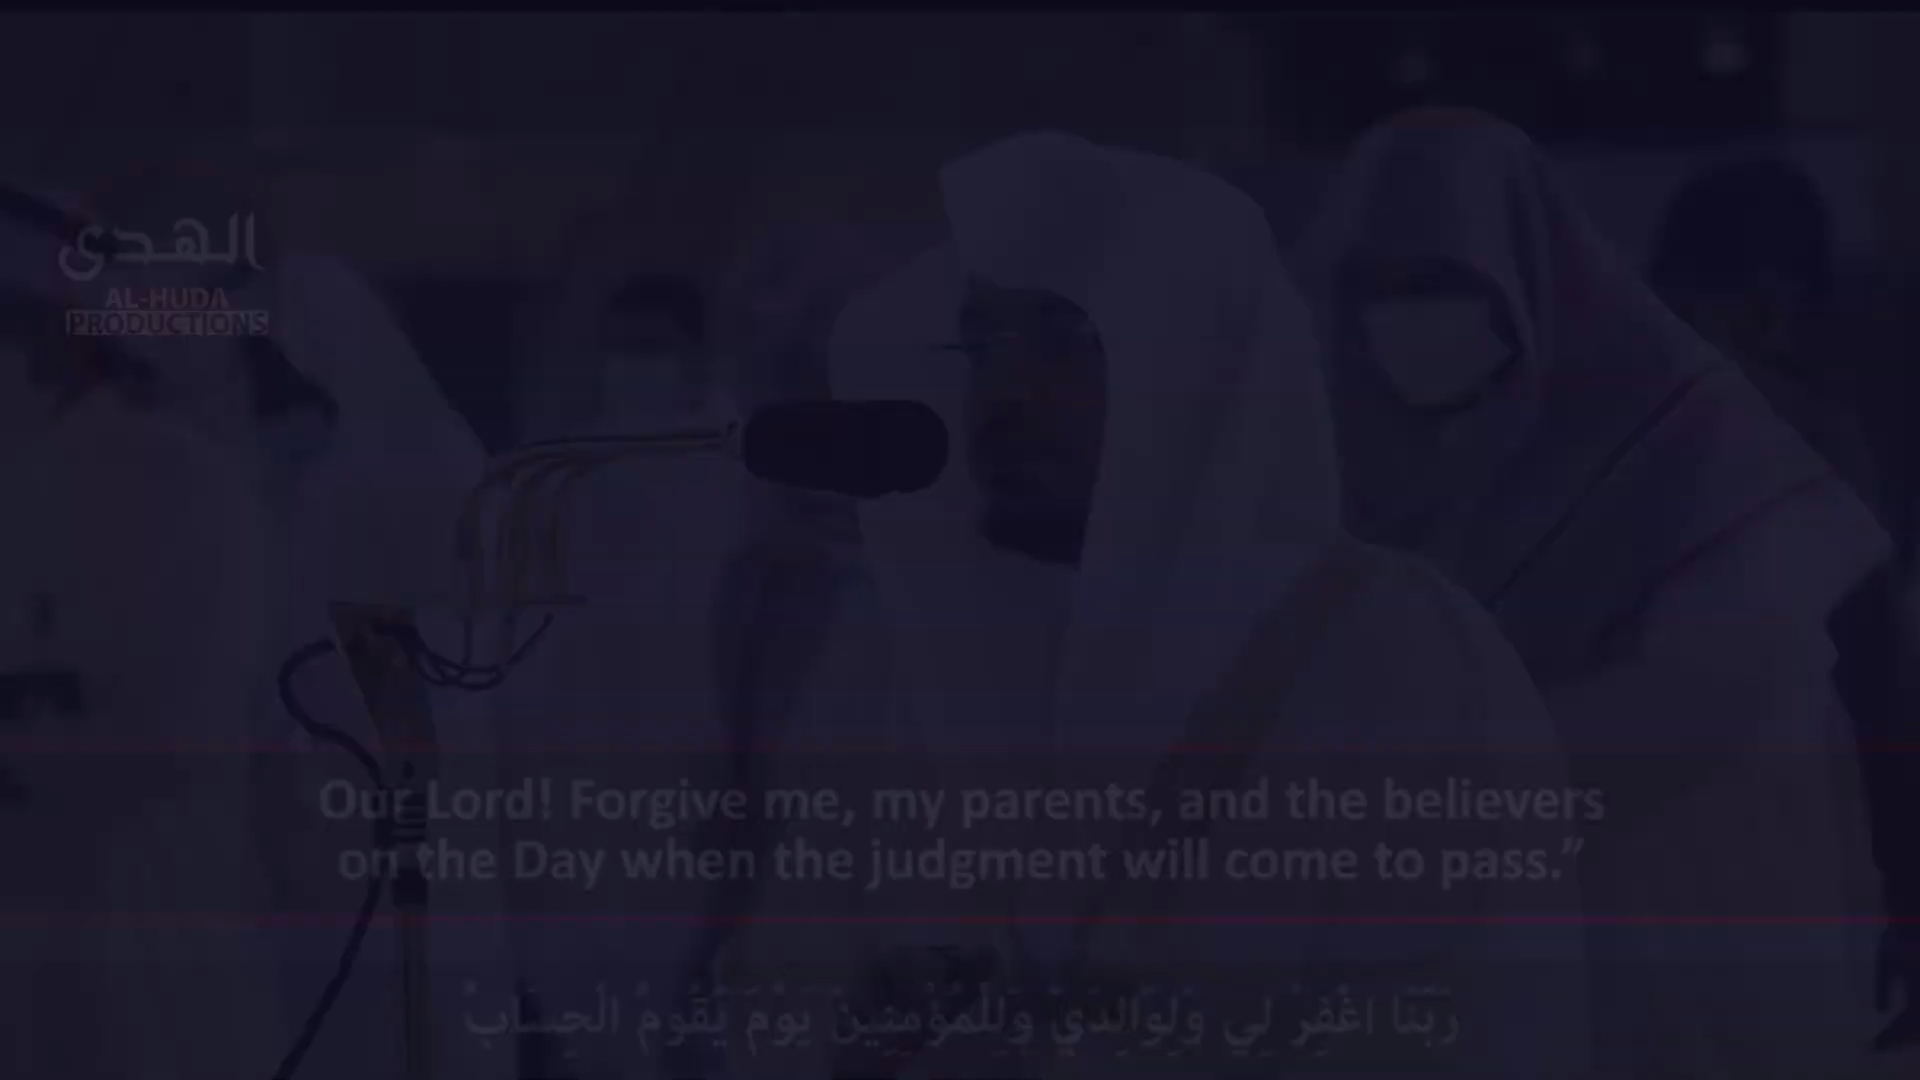 الهدى
AL-HUDA
PRODUCTIONS
Our Lord! Forgive me, my parents, and the believers
on the Day when the judgment will come to pass.”
رَبَّنَا اغْفِرْ لِي وَلِوَالِدَيَّ وَلِلْمُؤْمِنِينَ يَوْمَ يَقُومُ الْحِسَابُ